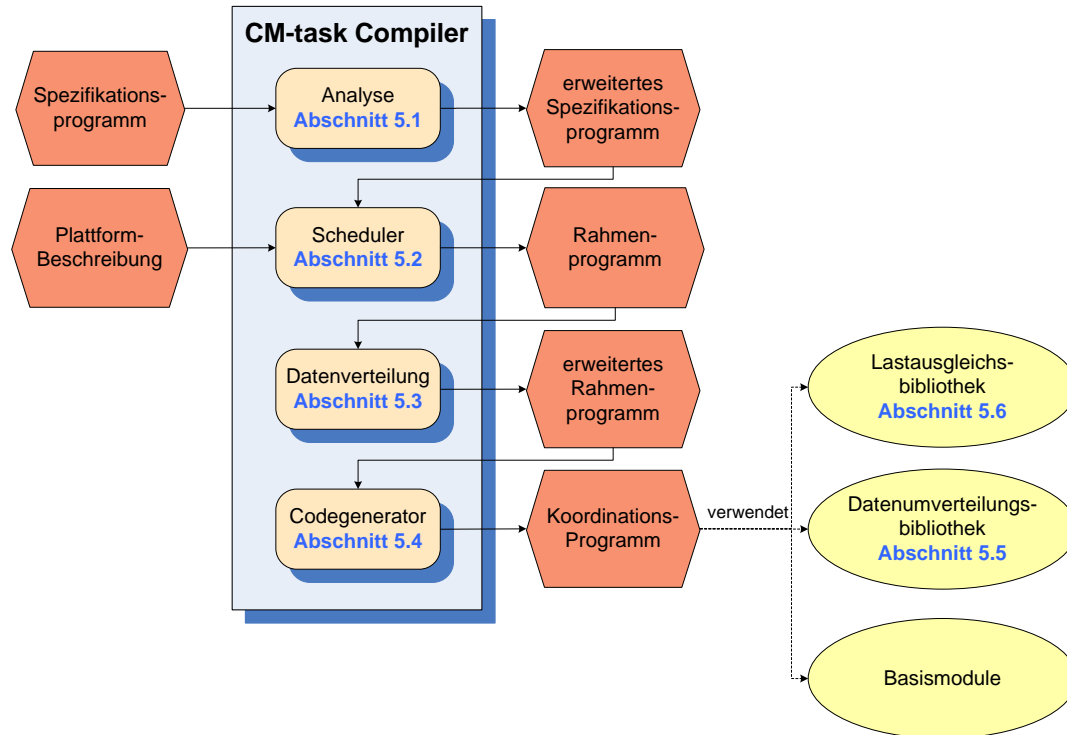 CM-task Compiler
Spezifikations-
programm
Analyse
Abschnitt 5.1
erweitertes
Spezifikations-
programm
Plattform-
Beschreibung
Scheduler
Abschnitt 5.2
Rahmen-
programm
Datenverteilung
Abschnitt 5.3
erweitertes
Rahmen-
programm
Lastausgleichs-
bibliothek
Abschnitt 5.6
Codegenerator
Abschnitt 5.4
Koordinations-
Programm
verwendet
Datenumverteilungs-
bibliothek
Abschnitt 5.5
Basismodule